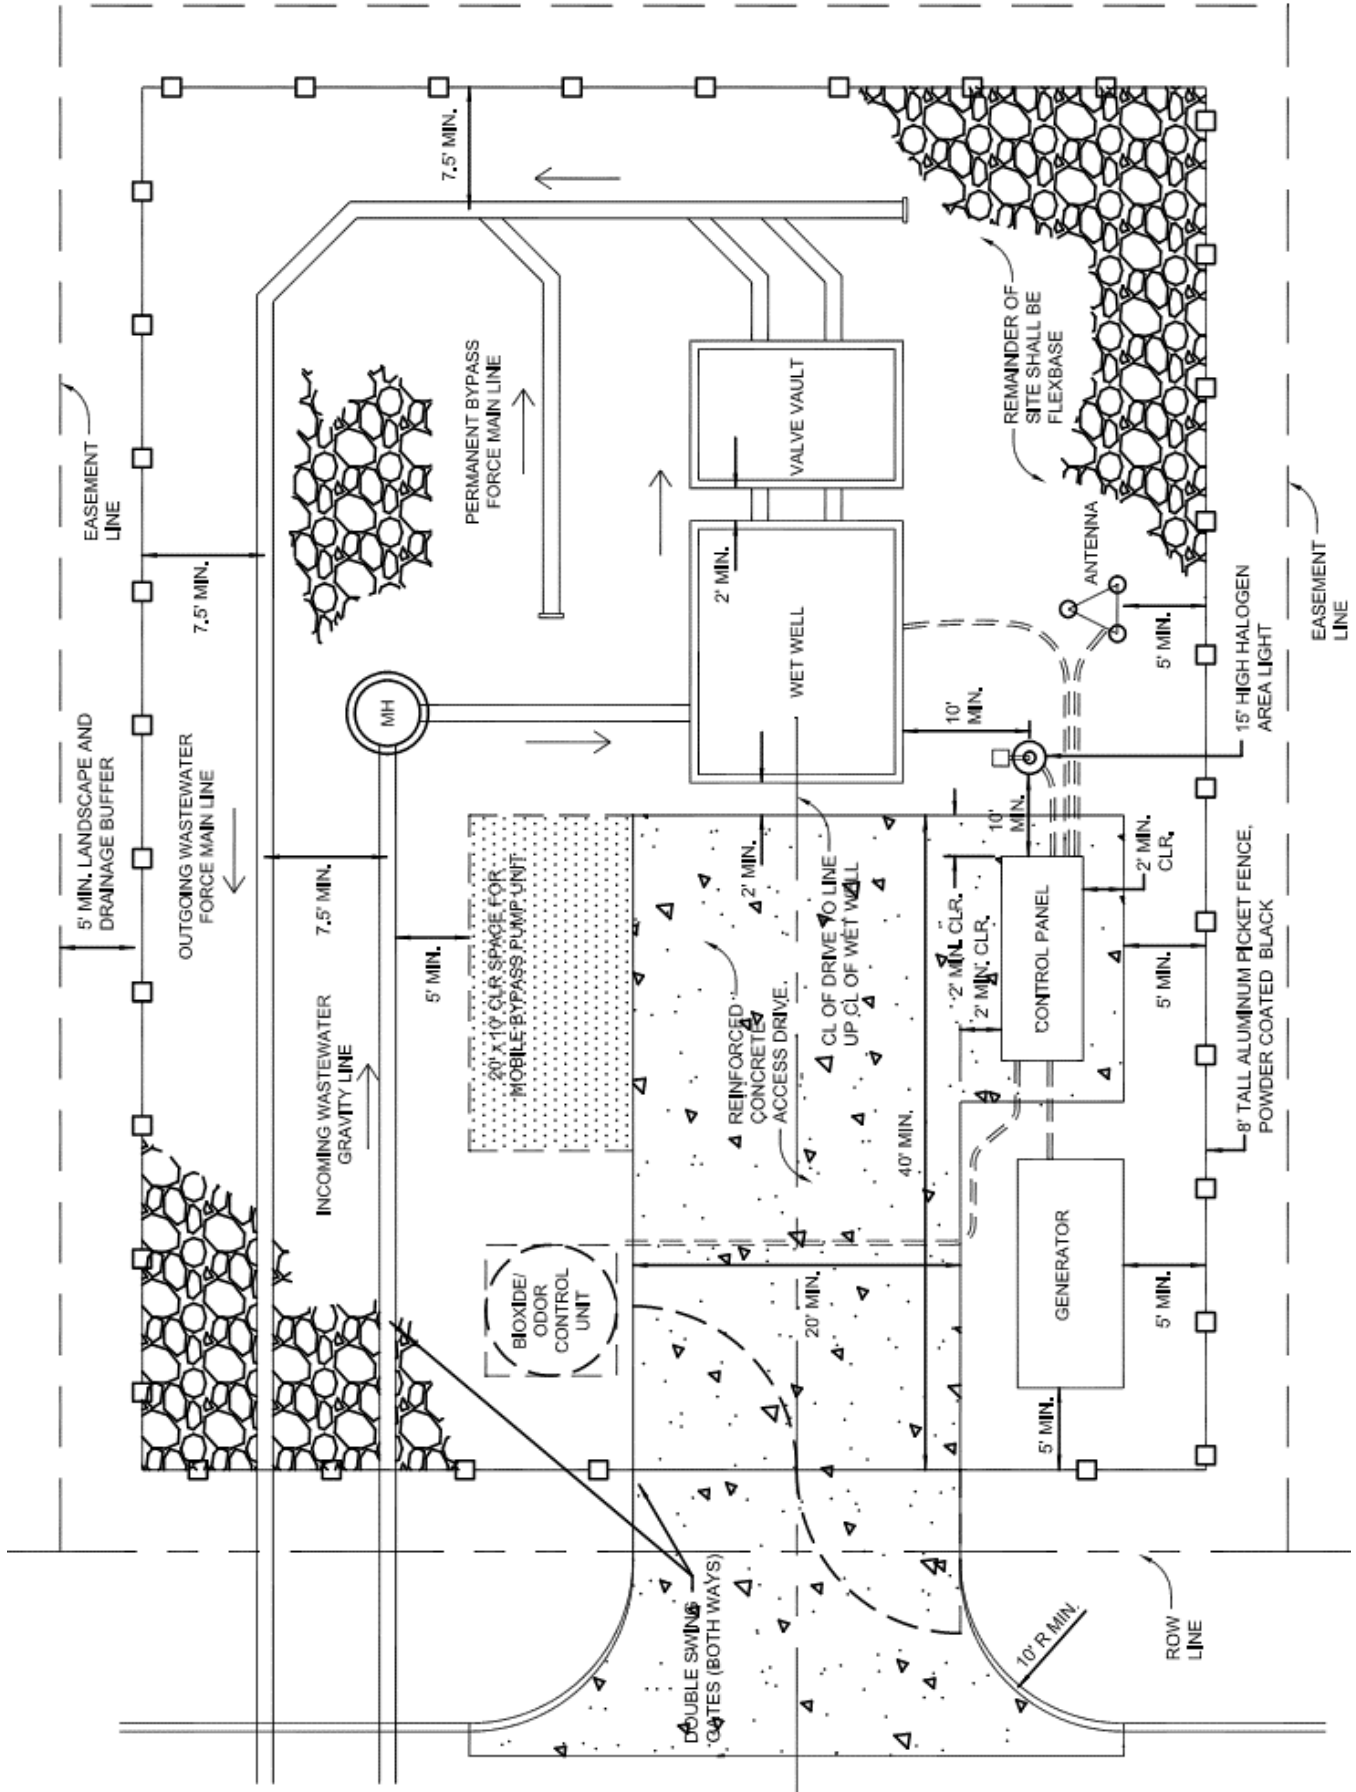 5' MIN. LANDSCAPE AND
DRAINAGE BUFFER
EASEMENT
LINE
OUTGOING WASTEWATER
FORCE MAIN LINE
7.5' MIN.
7.5' MIN.
7.5' MIN.
INCOMING WASTEWATER
GRAVITY LINE
MH
5' MIN.
PERMANENT BYPASS
FORCE MAIN LINE
20' x 10' CLR SPACE FOR
MOBILE BYPASS PUMP UNIT
BIOXIDE/
ODOR
CONTROL
UNIT
2' MIN.
WET WELL
VALVE VAULT
2' MIN.
REINFORCED
CONCRETE
ACCESS DRIVE
CL OF DRIVE TO LINE
UP CL OF WET WELL
20' MIN.
40' MIN.
DOUBLE SWING
GATES (BOTH WAYS)
10'
MIN.
10'
MIN.
2' MIN. CLR.
2' MIN. CLR.
CONTROL PANEL
2' MIN.
CLR.
REMAINDER OF
SITE SHALL BE
FLEXBASE
ANTENNA
GENERATOR
5' MIN.
5' MIN.
5' MIN.
5' MIN.
10' R MIN.
ROW
LINE
8' TALL ALUMINUM PICKET FENCE,
POWDER COATED BLACK
15' HIGH HALOGEN
AREA LIGHT
EASEMENT
LINE